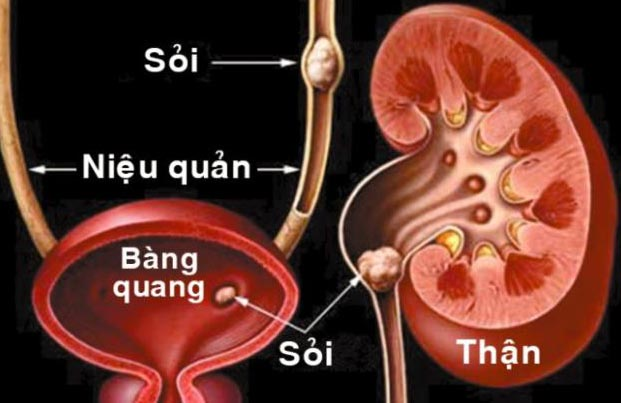 Sỏi
Niệu quản
Bàng
quang
Sỏi
Thận